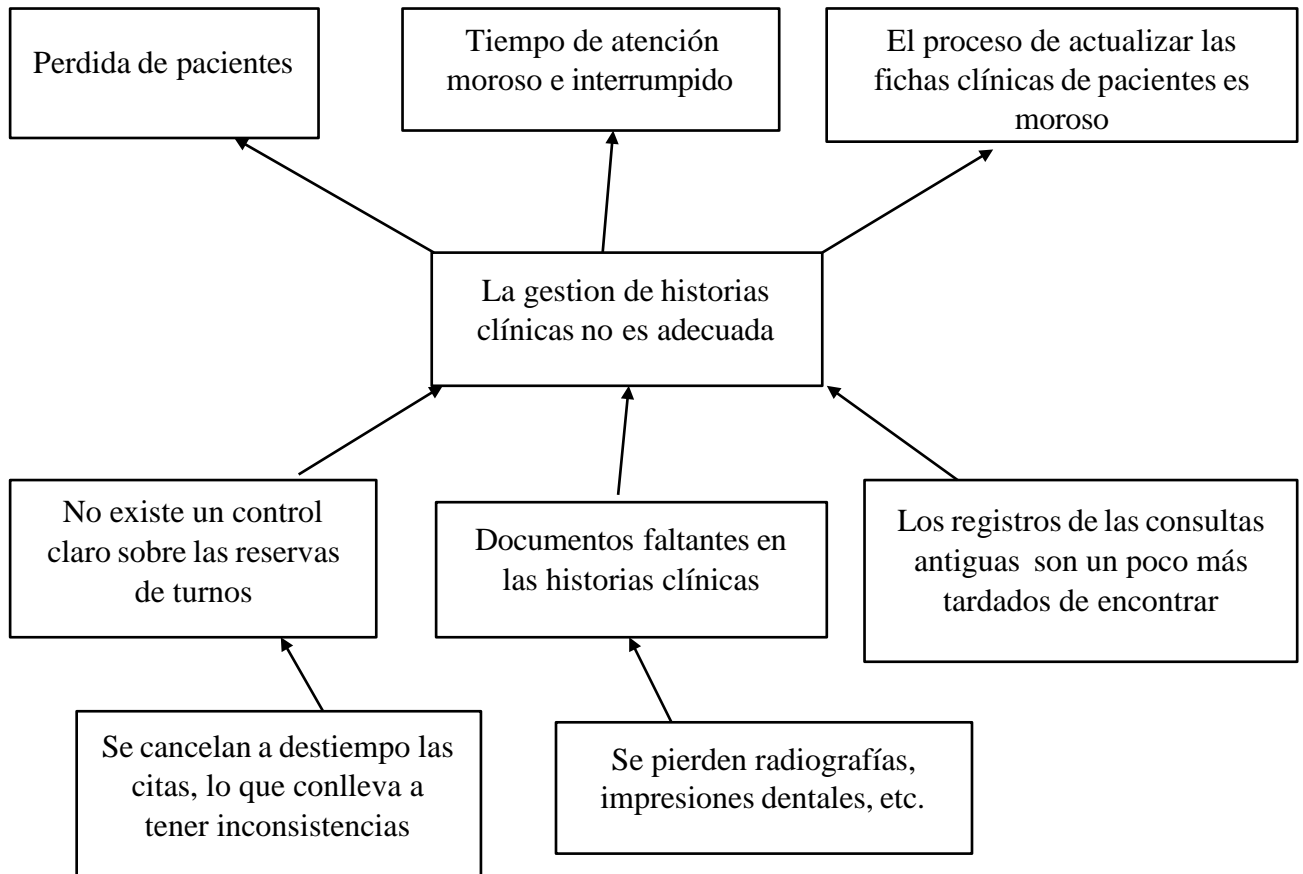 Perdida de pacientes
Tiempo de atención
moroso e interrumpido
El proceso de actualizar las
fichas clínicas de pacientes es
moroso
La gestion de historias
clínicas no es adecuada
No existe un control
claro sobre las reservas
de turnos
Documentos faltantes en
las historias clínicas
Los registros de las consultas
antiguas son un poco más
tardados de encontrar
Se cancelan a destiempo las
citas, lo que conlleva a
tener inconsistencias
Se pierden radiografías,
impresiones dentales, etc.